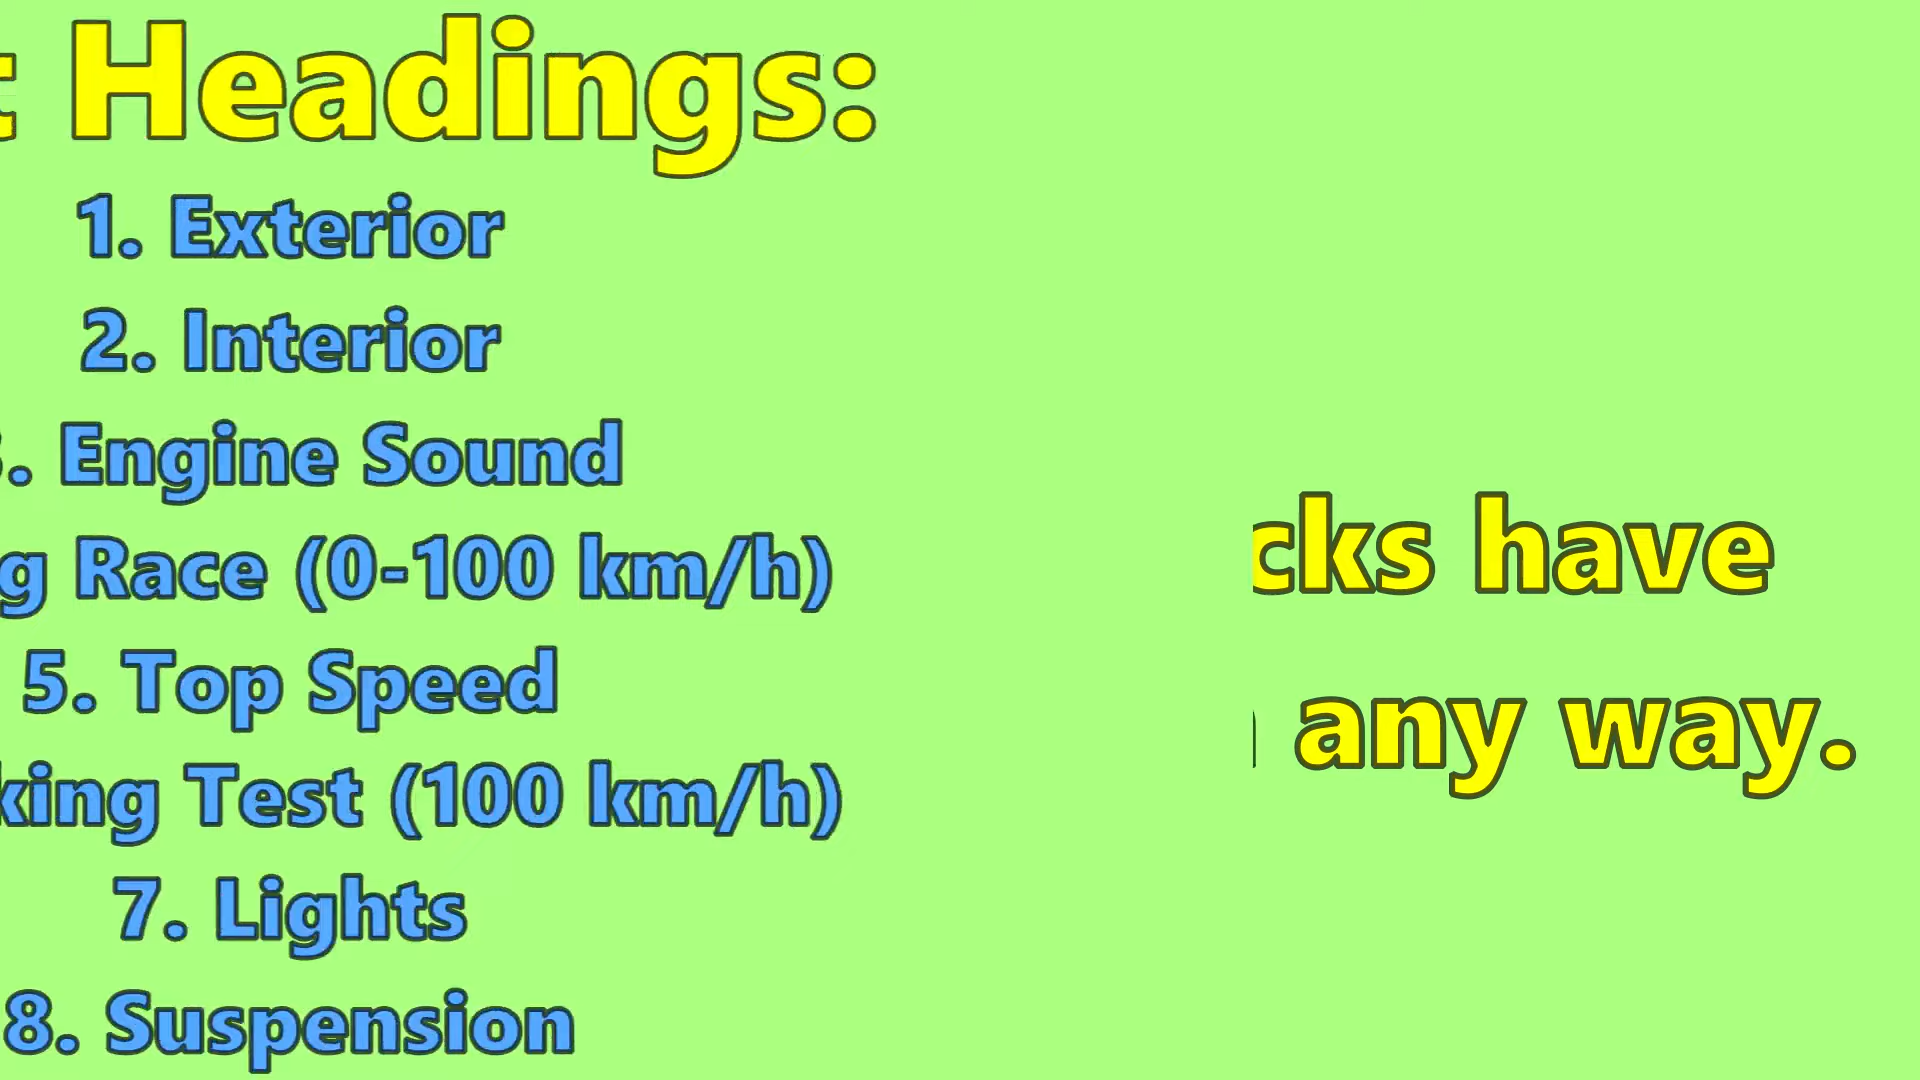 Headings:
1. Exterior
2. Interior
. Engine Sound
Race (0-100 km/h)
5. Top Speed
Test (100 km/h)
7. Lights
8. Suspension
have
any way.